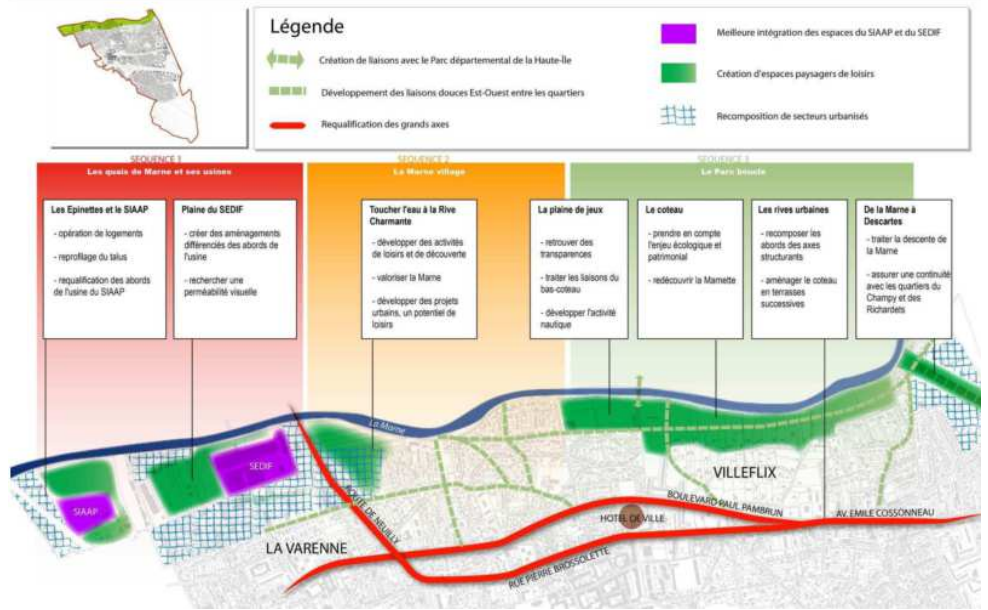 Légende
Création de liaisons avec le Parc départemental de la Haute-Île
Développement des liaisons douces Est-Ouest entre les quartiers
Requalification des grands axes
Meilleure intégration des espaces du SIAAP et du SEDIF
Création d'espaces paysagers de loisirs
Recomposition de secteurs urbanisés
SEQUENCE 1
Les quais de Marne et ses usines
SEQUENCE 2
La Marne village
SEQUENCE 3
Le Parc boucle
Les Epinettes et le SIAAP
- opération de logements
- reprofilage du talus
- requalification des abords
de l'usine du SIAAP
Plaine du SEDIF
- créer des aménagements
différenciés des abords de
l'usine
- rechercher une
perméabilité visuelle
Toucher l'eau à la Rive
Charmante
- développer des activités
de loisirs et de découverte
- valoriser la Marne
- développer des projets
urbains, un potentiel de
loisirs
La plaine de jeux
- retrouver des
transparences
- traiter les liaisons du
bas-coteau
- développer l'activité
nautique
Le coteau
- prendre en compte
l'enjeu écologique et
patrimonial
- redécouvrir la Marnette
Les rives urbaines
- recomposer les
abords des axes
structurants
- aménager le coteau
en terrasses
successives
De la Marne à
Descartes
- traiter la descente de
la Marne
- assurer une continuité
avec les quartiers du
Champy et des
Richardets
La Marne
SIAAP
SEDIF
ROUTE DE NEUILLY
LA VARENNE
VILLEFLIX
HOTEL DE VILLE
BOULEVARD PAUL PAMBRUN
RUE PIERRE BROSSOLETTE
AV. EMILE COSSONNEAU